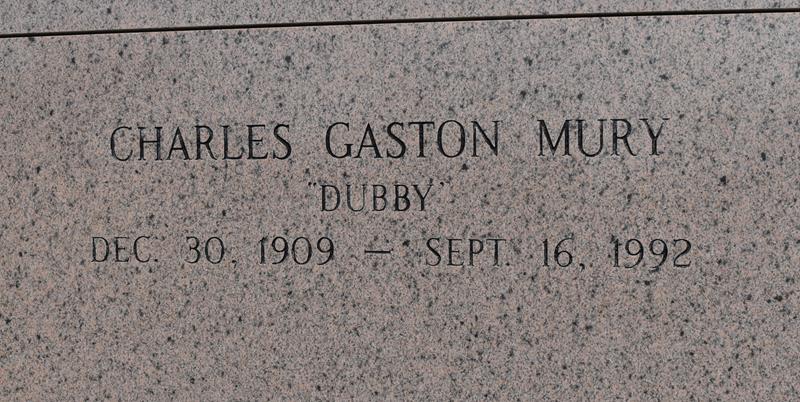 CHARLES GASTON MURY
"DUBBY"
DEC. 30, 1909 — SEPT. 16, 1992